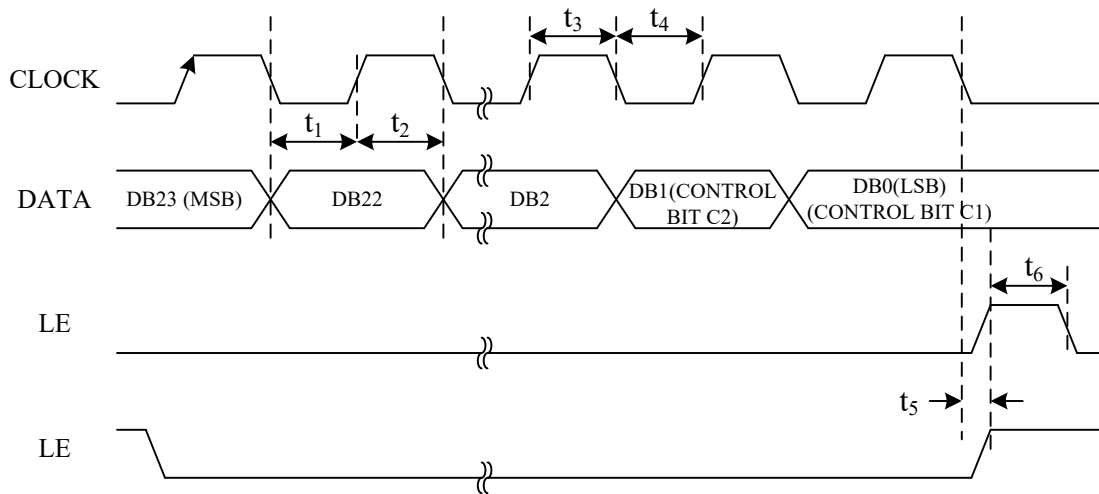 t3 t4
CLOCK
t1 t2
DATA
DB23 (MSB) DB22 DB2 DB1(CONTROL BIT C2) DB0(LSB) (CONTROL BIT C1)
t6
LE
t5
LE